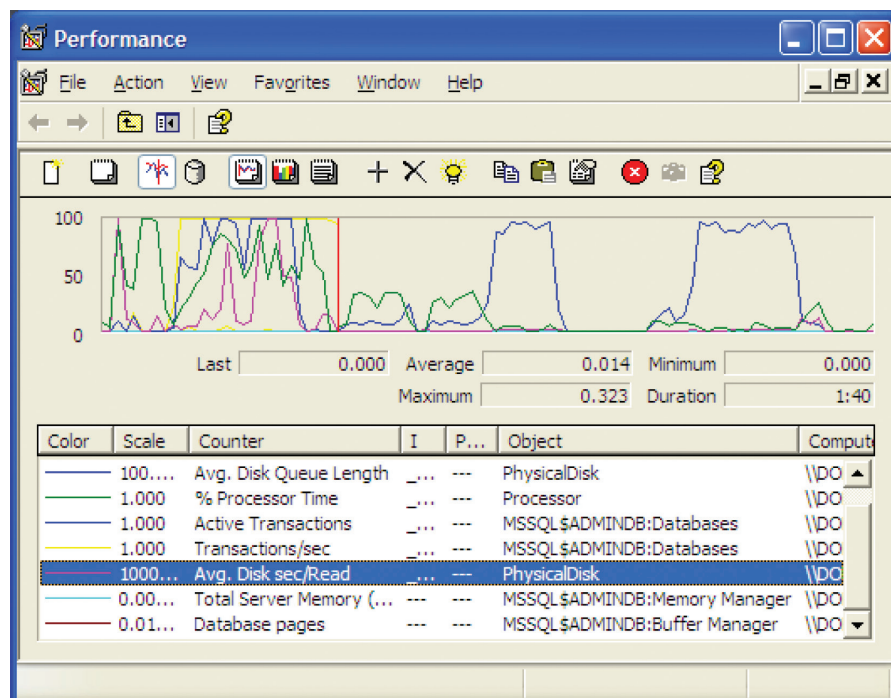 Performance
File Action View Favorites Window Help
100
50
0
Last 0.000 Average 0.014 Minimum 0.000
Maximum 0.323 Duration 1:40
Color Scale Counter I P... Object Compute
100.... Avg. Disk Queue Length _... --- PhysicalDisk \\DO
1.000 % Processor Time _... --- Processor \\DO
1.000 Active Transactions _... --- MSSQL$ADMINDB:Databases \\DO
1.000 Transactions/sec _... --- MSSQL$ADMINDB:Databases \\DO
1000... Avg. Disk sec/Read _... --- PhysicalDisk \\DO
0.00... Total Server Memory (... --- --- MSSQL$ADMINDB:Memory Manager \\DO
0.01... Database pages --- --- MSSQL$ADMINDB:Buffer Manager \\DO